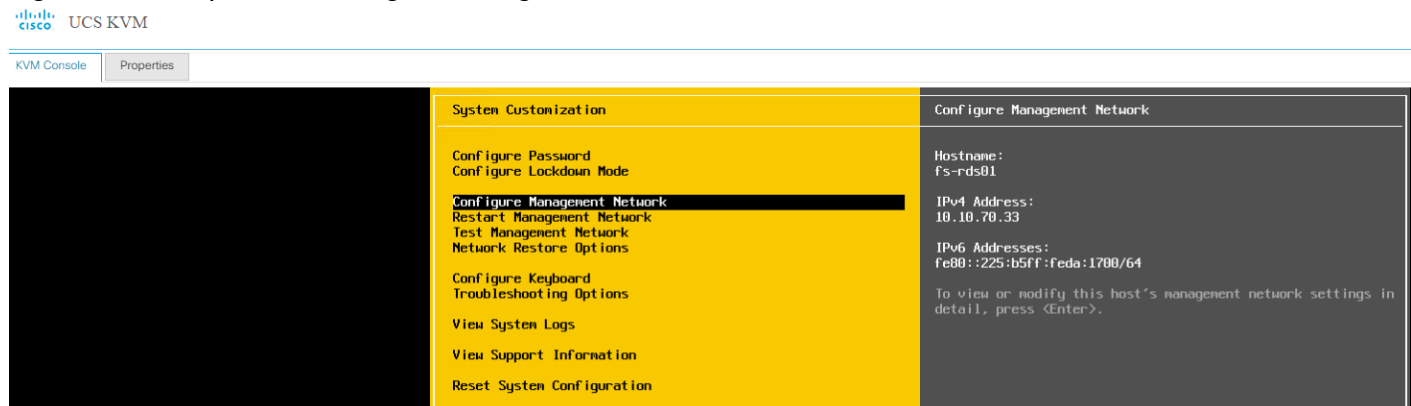 cisco UCS KVM
KVM Console Properties
System Customization
Configure Password
Configure Lockdown Mode
Configure Management Network
Restart Management Network
Test Management Network
Network Restore Options
Configure Keyboard
Troubleshooting Options
View System Logs
View Support Information
Reset System Configuration
Configure Management Network
Hostname:
fs-rds01
IPv4 Address:
10.10.70.33
IPv6 Addresses:
fe80::225:b5ff:feda:1700/64
To view or modify this host's management network settings in
detail, press <Enter>.